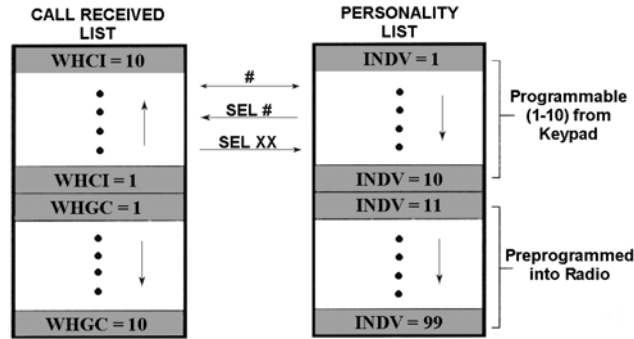 CALL RECEIVED
LIST
WHCI = 10
WHCI = 1
WHGC = 1
WHGC = 10
#
SEL #
SEL XX
PERSONALITY
LIST
INDV = 1
INDV = 10
INDV = 11
INDV = 99
Programmable
(1-10) from
Keypad
Preprogrammed
into Radio